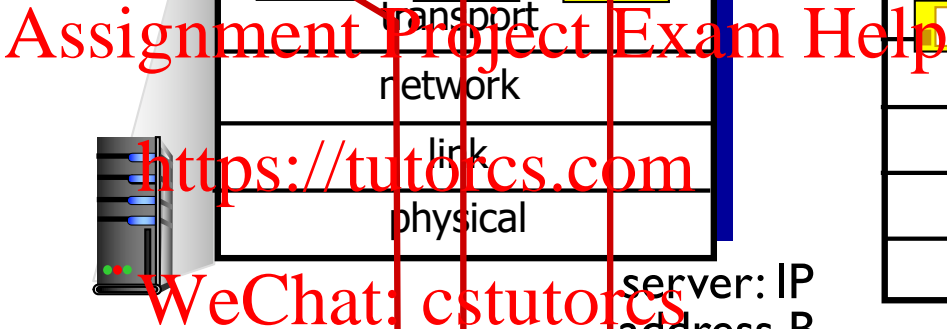 transport
Assignment Project Exam Help
network
link
https://tutorcs.com
physical
server: IP
WeChat: cstutorcs
address B